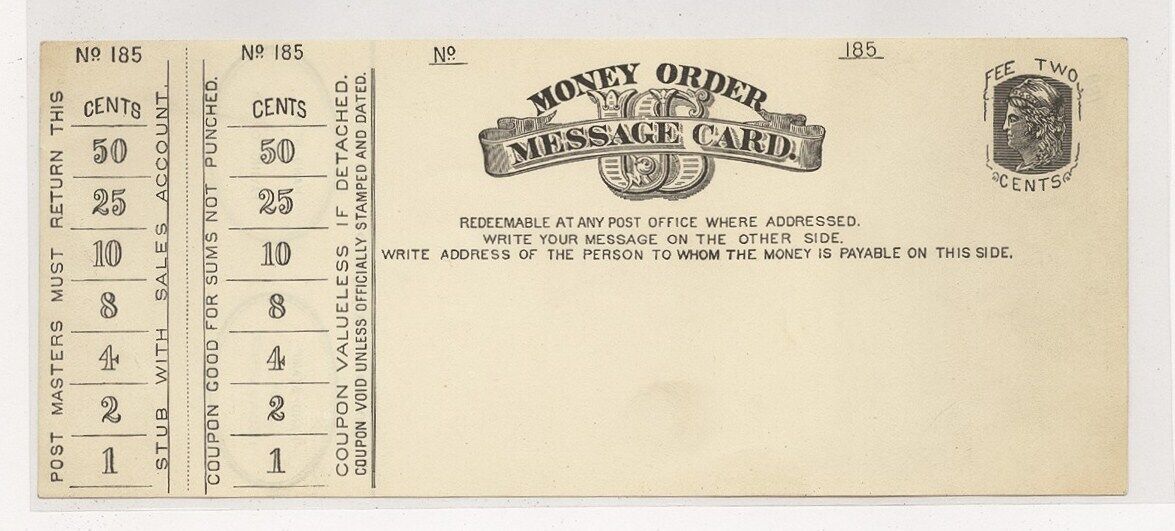 POST MASTERS MUST RETURN THIS
Nº 185
CENTS
50
25
10
8
4
2
1
STUB WITH SALES ACCOUNT.
COUPON GOOD FOR SUMS NOT PUNCHED.
Nº 185
CENTS
50
25
10
8
4
2
1
COUPON VALUELESS IF DETACHED.
COUPON VOID UNLESS OFFICIALLY STAMPED AND DATED.
Nº 185
MONEY ORDER
US
MESSAGE CARD.
FEE TWO
CENTS
REDEEMABLE AT ANY POST OFFICE WHERE ADDRESSED.
WRITE YOUR MESSAGE ON THE OTHER SIDE.
WRITE ADDRESS OF THE PERSON TO WHOM THE MONEY IS PAYABLE ON THIS SIDE.